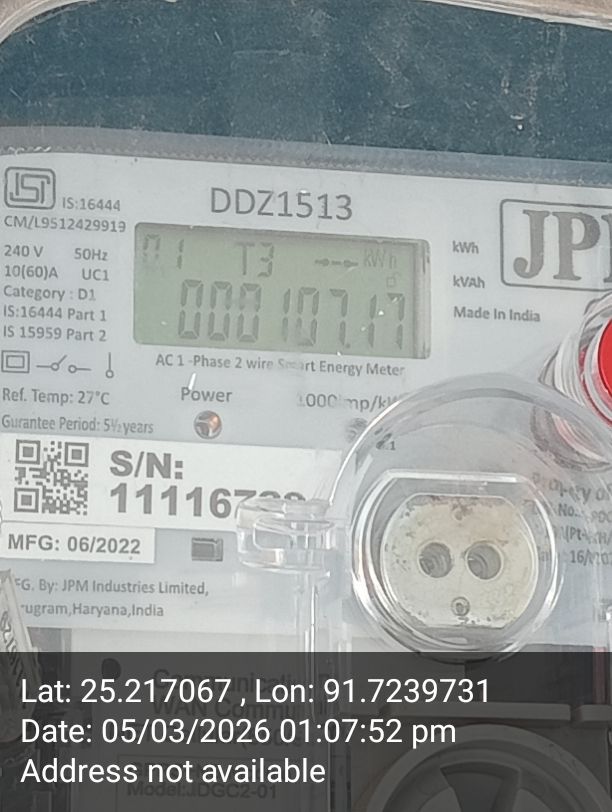 IS:16444
CM/L9512429919
DDZ1513
JP
240 V 50Hz
10(60)A UC1
Category : D1
IS:16444 Part 1
IS 15959 Part 2
01 T3 kWh
000107.17
kWh
kVAh
Made In India
AC 1 -Phase 2 wire Smart Energy Meter
Ref. Temp: 27°C
Power
Gurantee Period: 5½ years
S/N:
MFG: 06/2022
By: JPM Industries Limited,
Haryana,India
Lat: 25.217067 , Lon: 91.7239731
Date: 05/03/2026 01:07:52 pm
Address not available